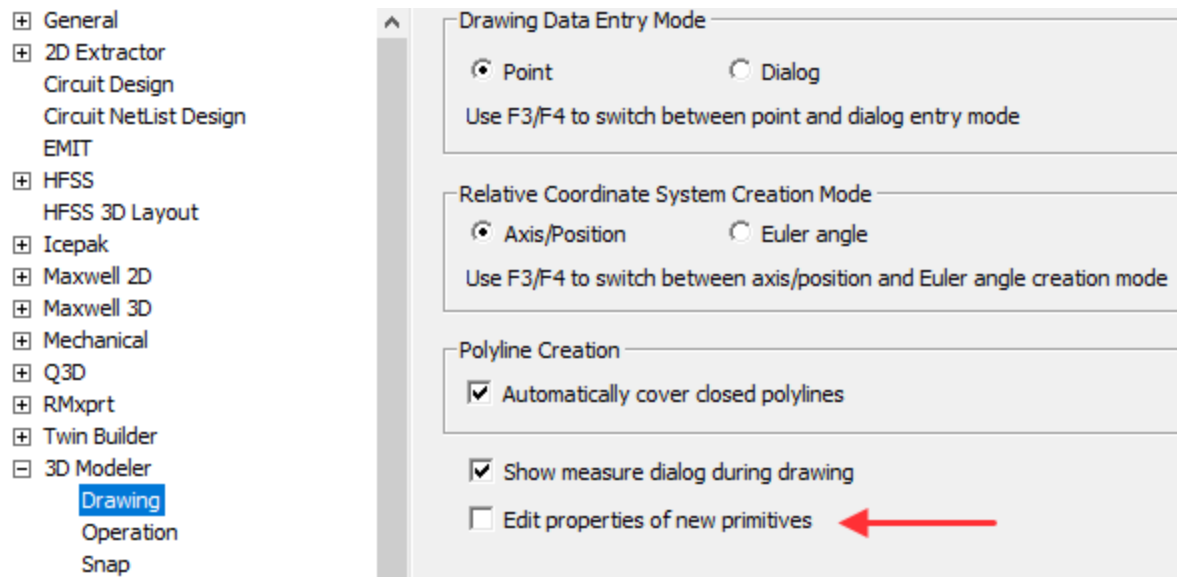 General
2D Extractor
Circuit Design
Circuit NetList Design
EMIT
HFSS
HFSS 3D Layout
Icepak
Maxwell 2D
Maxwell 3D
Mechanical
Q3D
RMxprt
Twin Builder
3D Modeler
Drawing
Operation
Snap
Drawing Data Entry Mode
Point Dialog
Use F3/F4 to switch between point and dialog entry mode
Relative Coordinate System Creation Mode
Axis/Position Euler angle
Use F3/F4 to switch between axis/position and Euler angle creation mode
Polyline Creation
Automatically cover closed polylines
Show measure dialog during drawing
Edit properties of new primitives